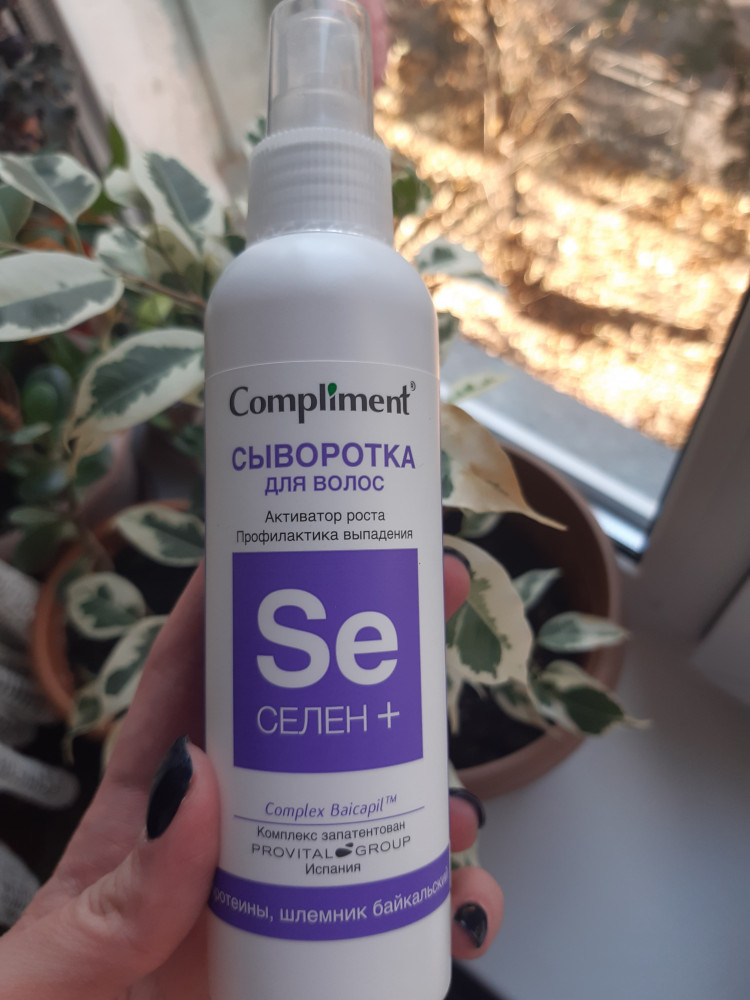 Compliment®
СЫВОРОТКА
ДЛЯ ВОЛОС
Активатор роста
Профилактика выпадения
Se
СЕЛЕН +
Complex Baicapil™
Комплекс запатентован
PROVITAL GROUP
Испания
шлемник байкальский